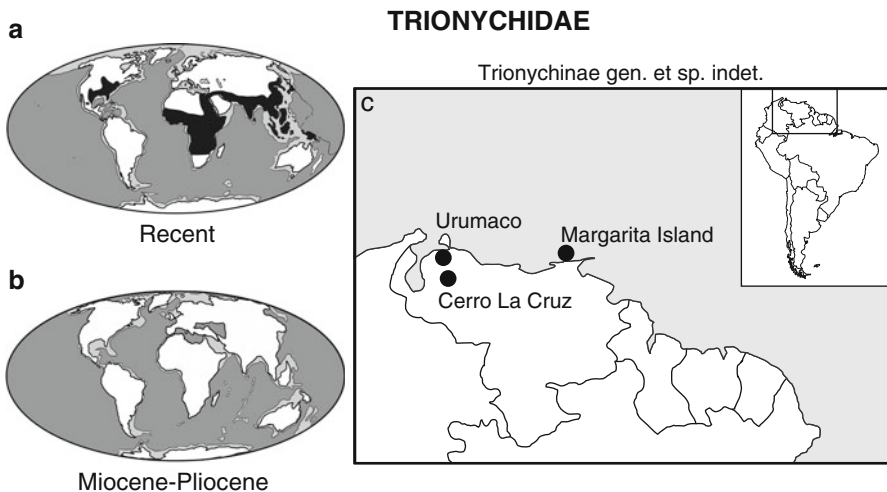 TRIONYCHIDAE
a
Recent
b
Miocene-Pliocene
Trionychinae gen. et sp. indet.
c
Urumaco
Margarita Island
Cerro La Cruz